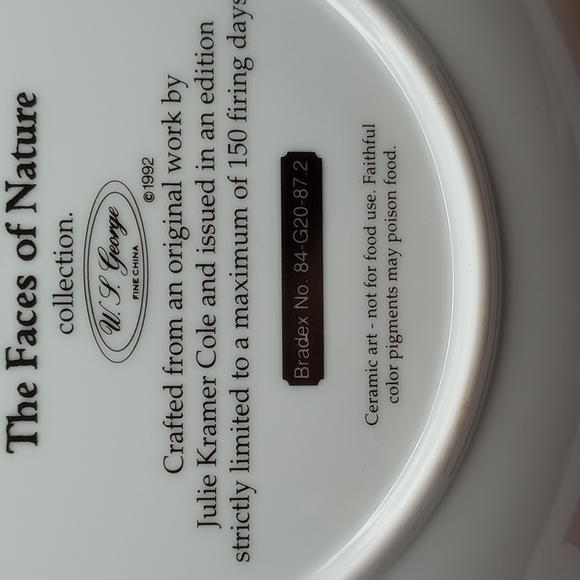 The Faces of Nature
collection.
W. S. George
FINE CHINA
©1992
Crafted from an original work by
Julie Kramer Cole and issued in an edition
strictly limited to a maximum of 150 firing days
Bradex No. 84-G20-87.2
Ceramic art - not for food use. Faithful
color pigments may poison food.